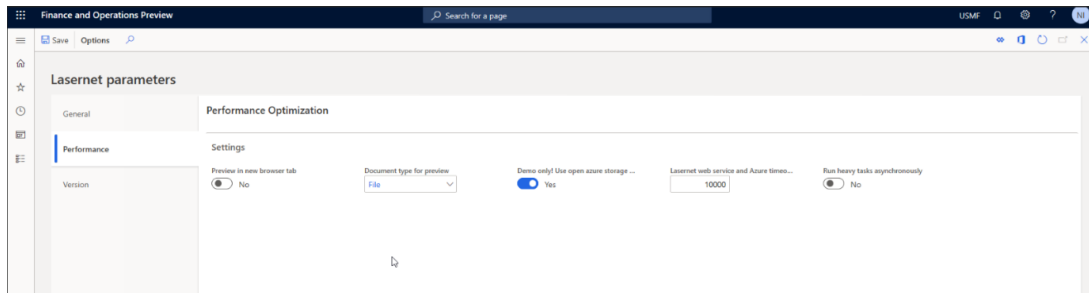 Finance and Operations Preview
Search for a page
USMF
?
NI
Save Options
Lasernet parameters
General
Performance
Version
Performance Optimization
Settings
Preview in new browser tab
No
Document type for preview
File
Demo only! Use open azure storage ...
Yes
Lasernet web service and Azure timeo...
10000
Run heavy tasks asynchronously
No